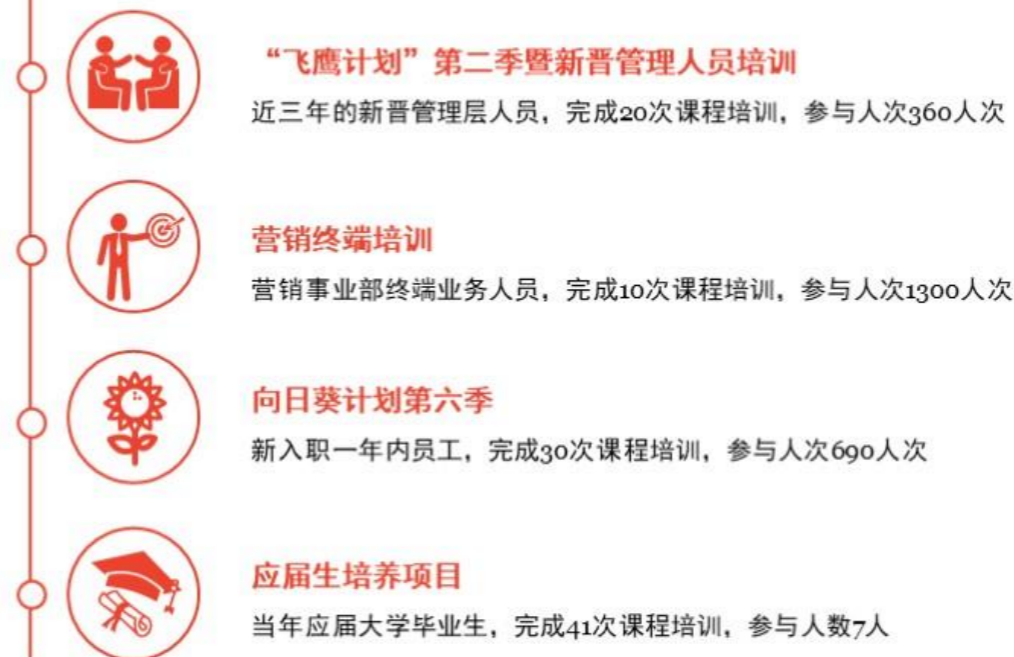 “飞鹰计划”第二季暨新晋管理人员培训
近三年的新晋管理层人员，完成20次课程培训，参与人次360人次
营销终端培训
营销事业部终端业务人员，完成10次课程培训，参与人次1300人次
向日葵计划第六季
新入职一年内员工，完成30次课程培训，参与人次690人次
应届生培养项目
当年应届大学毕业生，完成41次课程培训，参与人数7人